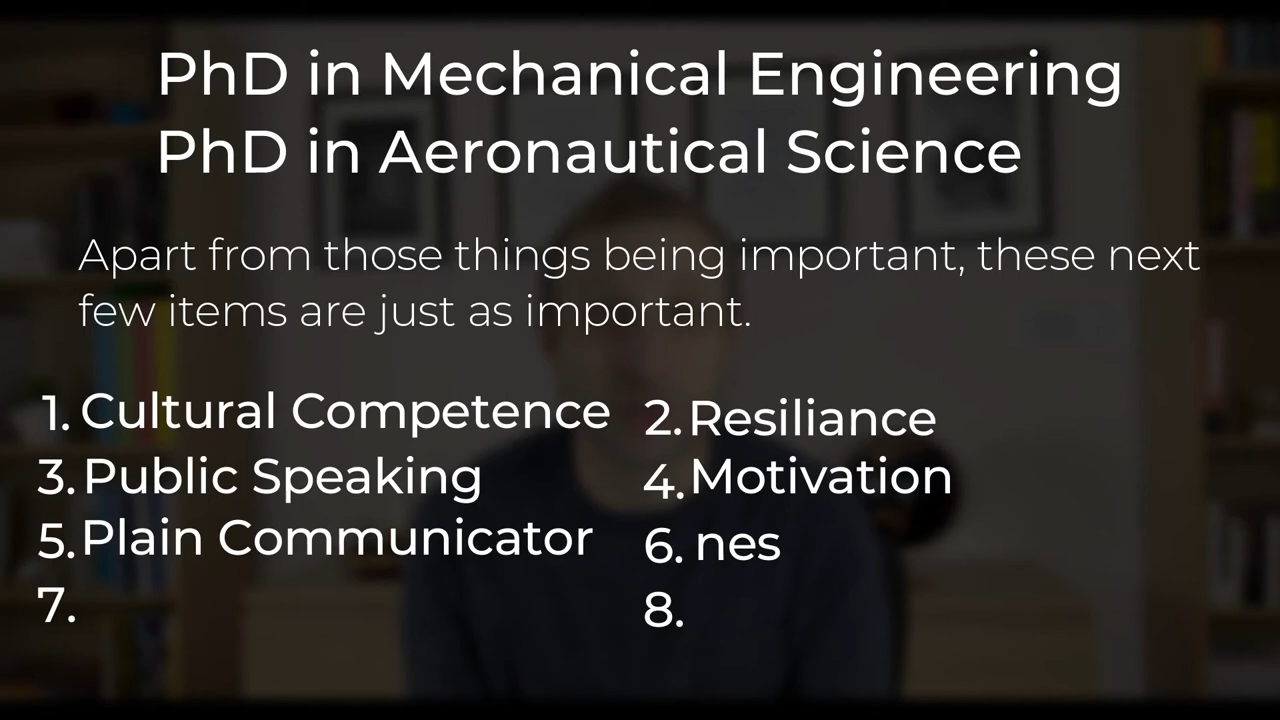 PhD in Mechanical Engineering
PhD in Aeronautical Science
Apart from those things being important, these next
few items are just as important.
1. Cultural Competence 2. Resiliance
3. Public Speaking 4. Motivation
5. Plain Communicator 6. nes
7. 8.